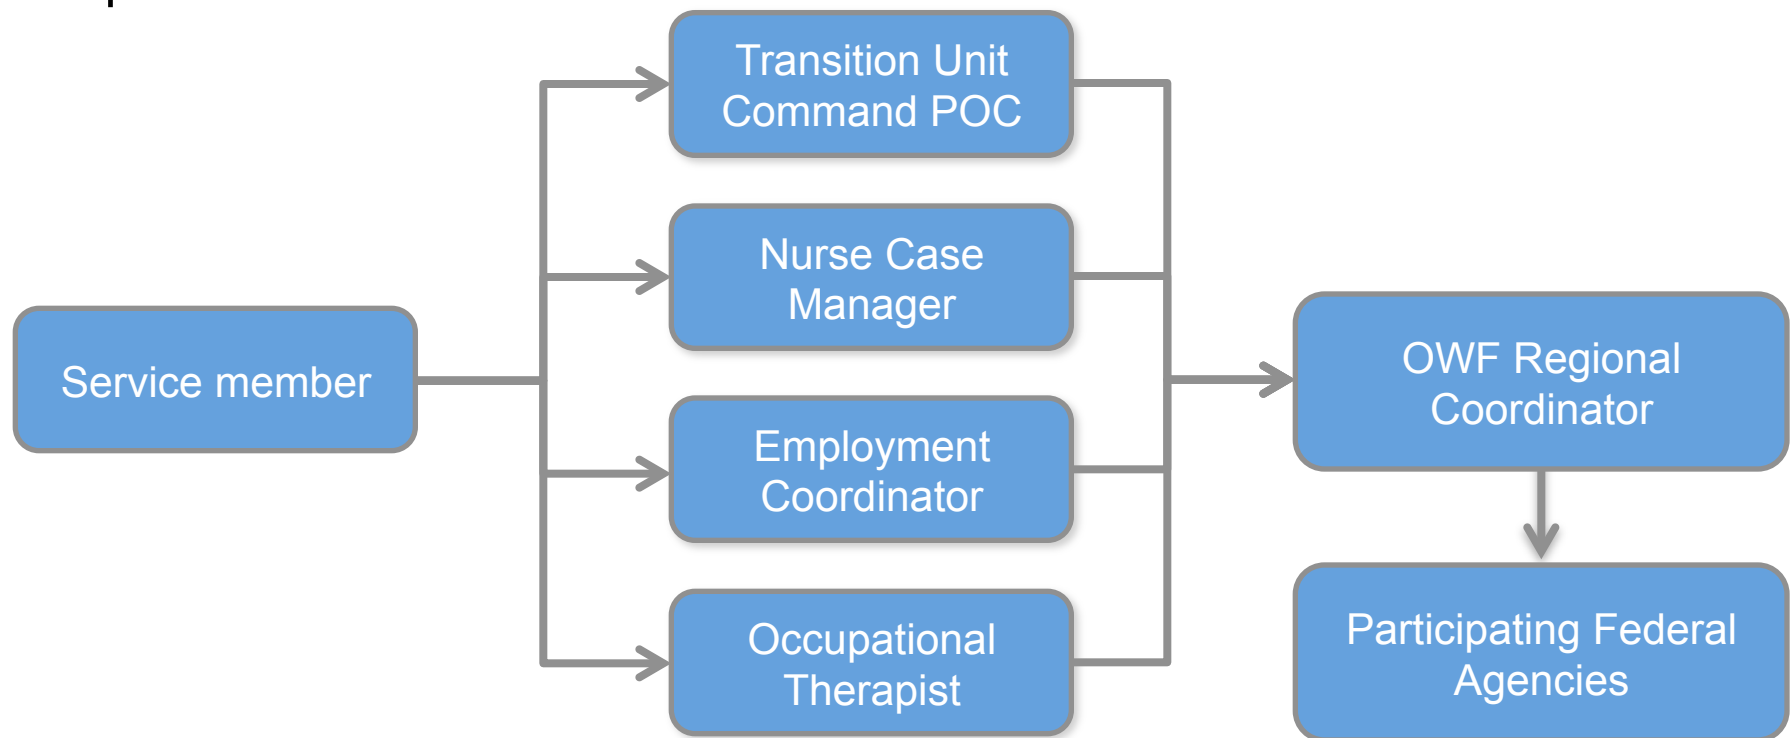 Transition Unit
Command POC
Nurse Case
Manager
Service member
OWF Regional
Coordinator
Employment
Coordinator
Occupational
Therapist
Participating Federal
Agencies